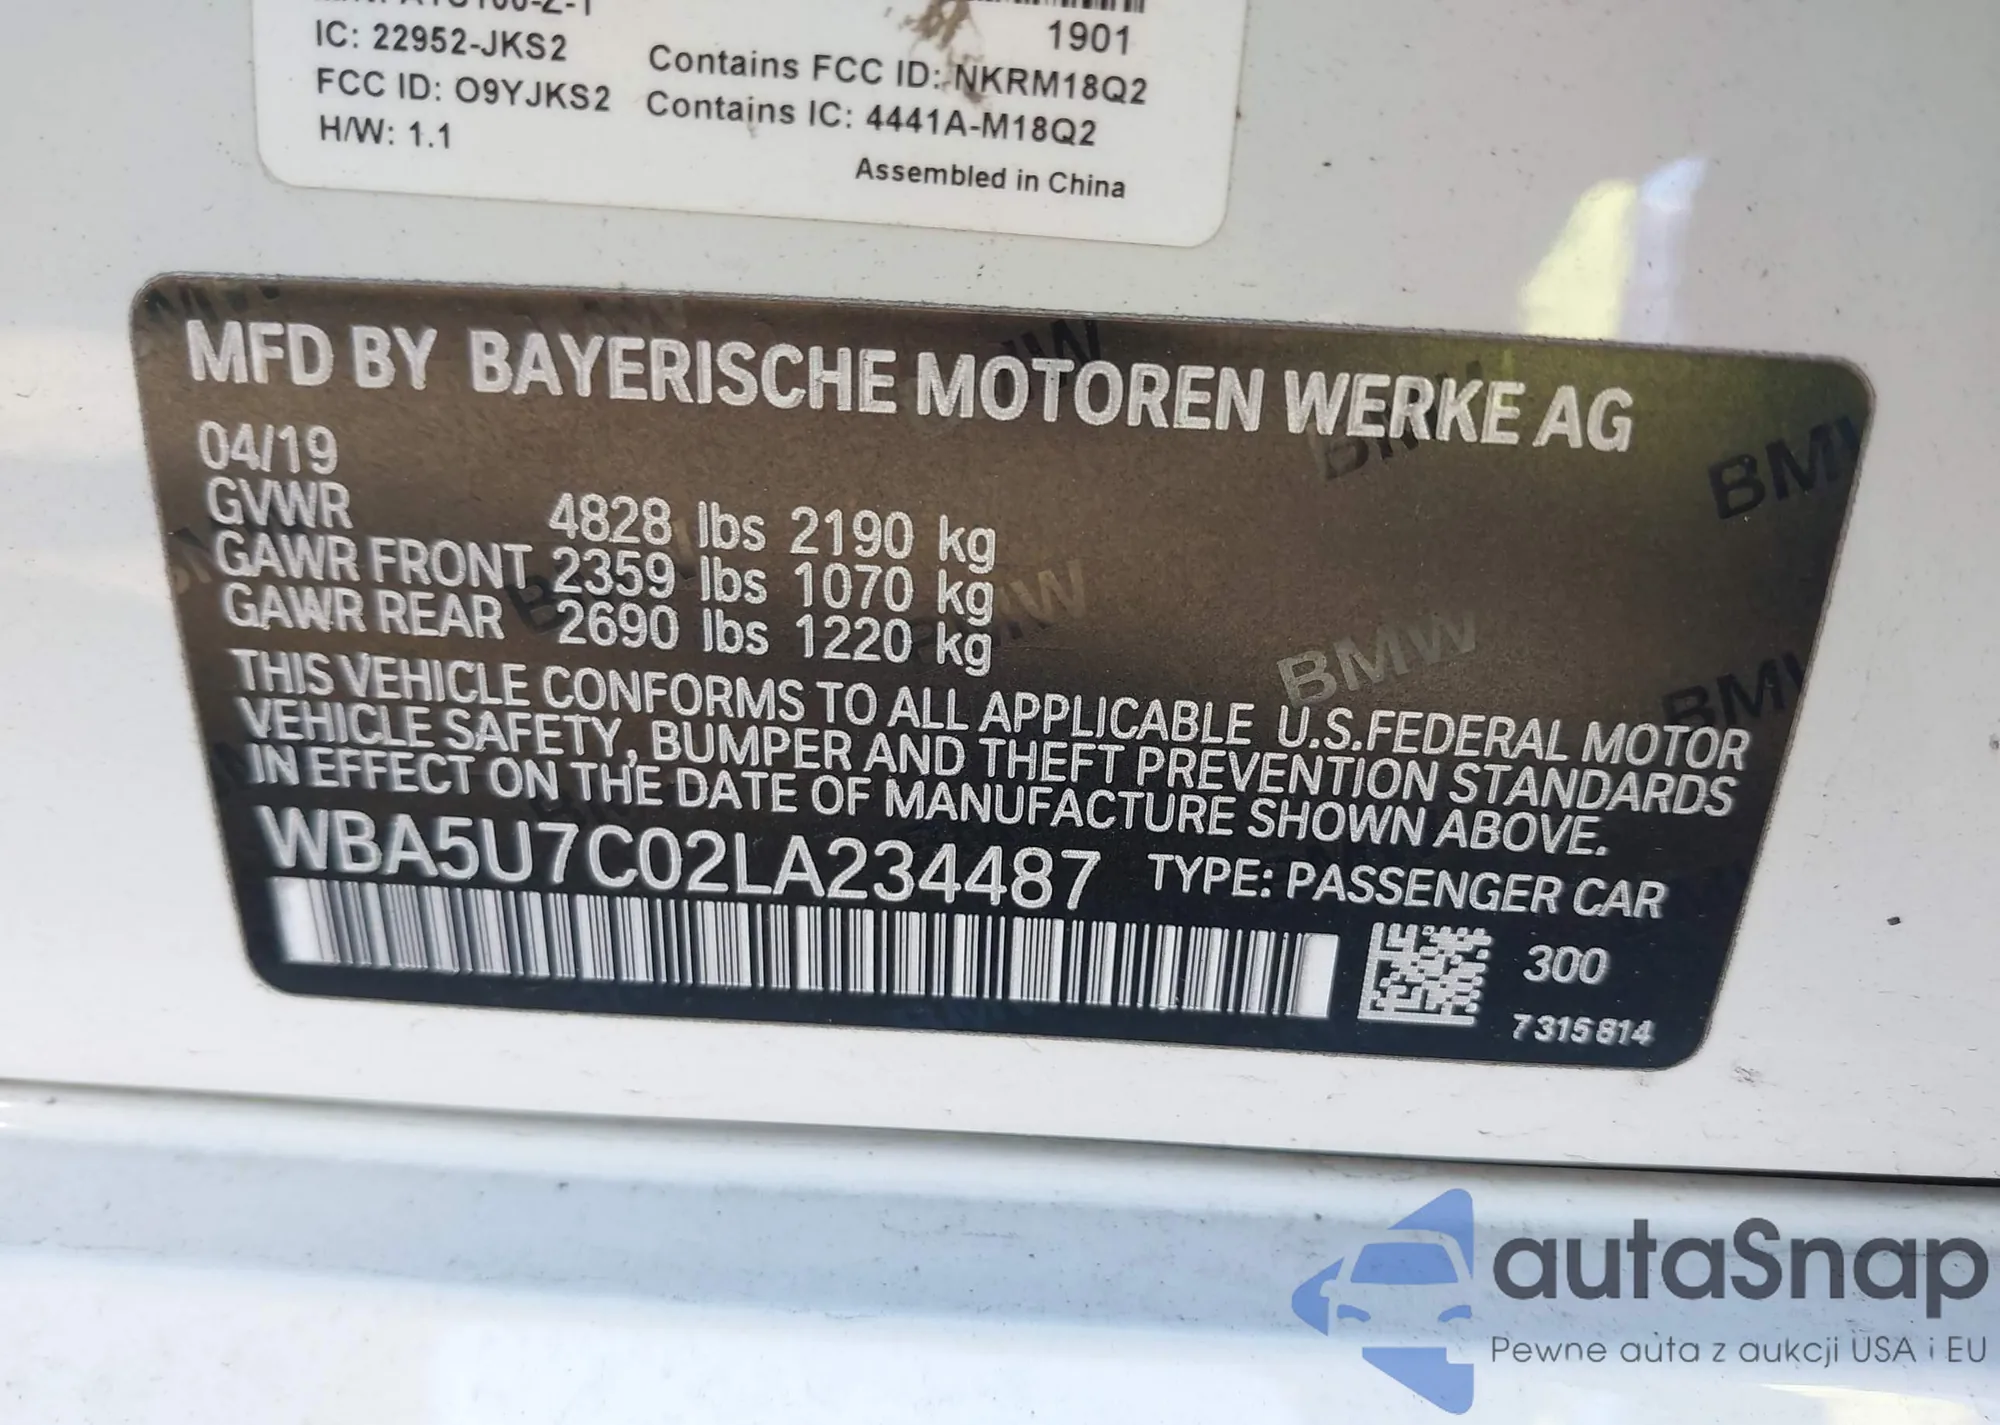 1901
IC: 22952-JKS2
Contains FCC ID: NKRM18Q2
FCC ID: O9YJKS2
Contains IC: 4441A-M18Q2
H/W: 1.1
Assembled in China
MFD BY BAYERISCHE MOTOREN WERKE AG
04/19
GVWR 4828 lbs 2190 kg
GAWR FRONT 2359 lbs 1070 kg
GAWR REAR 2690 lbs 1220 kg
THIS VEHICLE CONFORMS TO ALL APPLICABLE U.S.FEDERAL MOTOR
VEHICLE SAFETY, BUMPER AND THEFT PREVENTION STANDARDS
IN EFFECT ON THE DATE OF MANUFACTURE SHOWN ABOVE.
WBA5U7C02LA234487 TYPE: PASSENGER CAR
300
7315814
autaSnap
Pewne auta z aukcji USA i EU